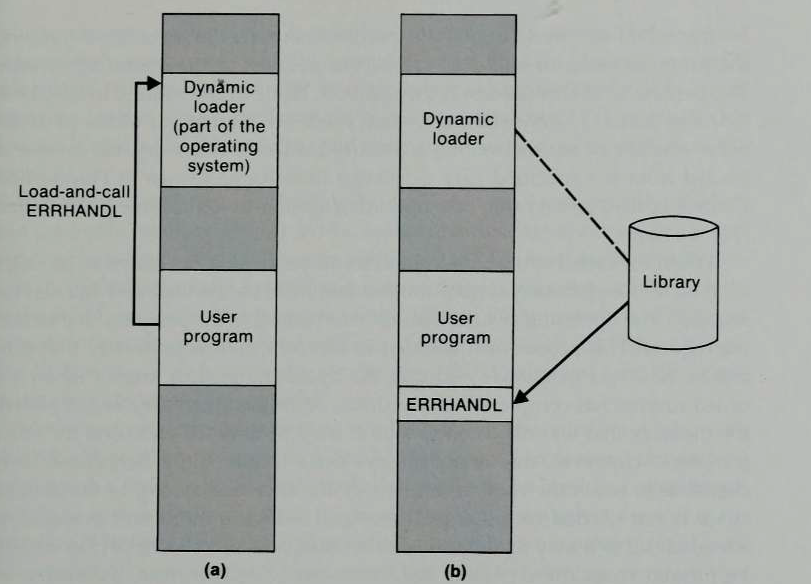 (a)
Dynamic
loader
(part of the
operating
system)
Load-and-call
ERRHANDL
User
program
(b)
Dynamic
loader
Library
User
program
ERRHANDL
(a)
(b)